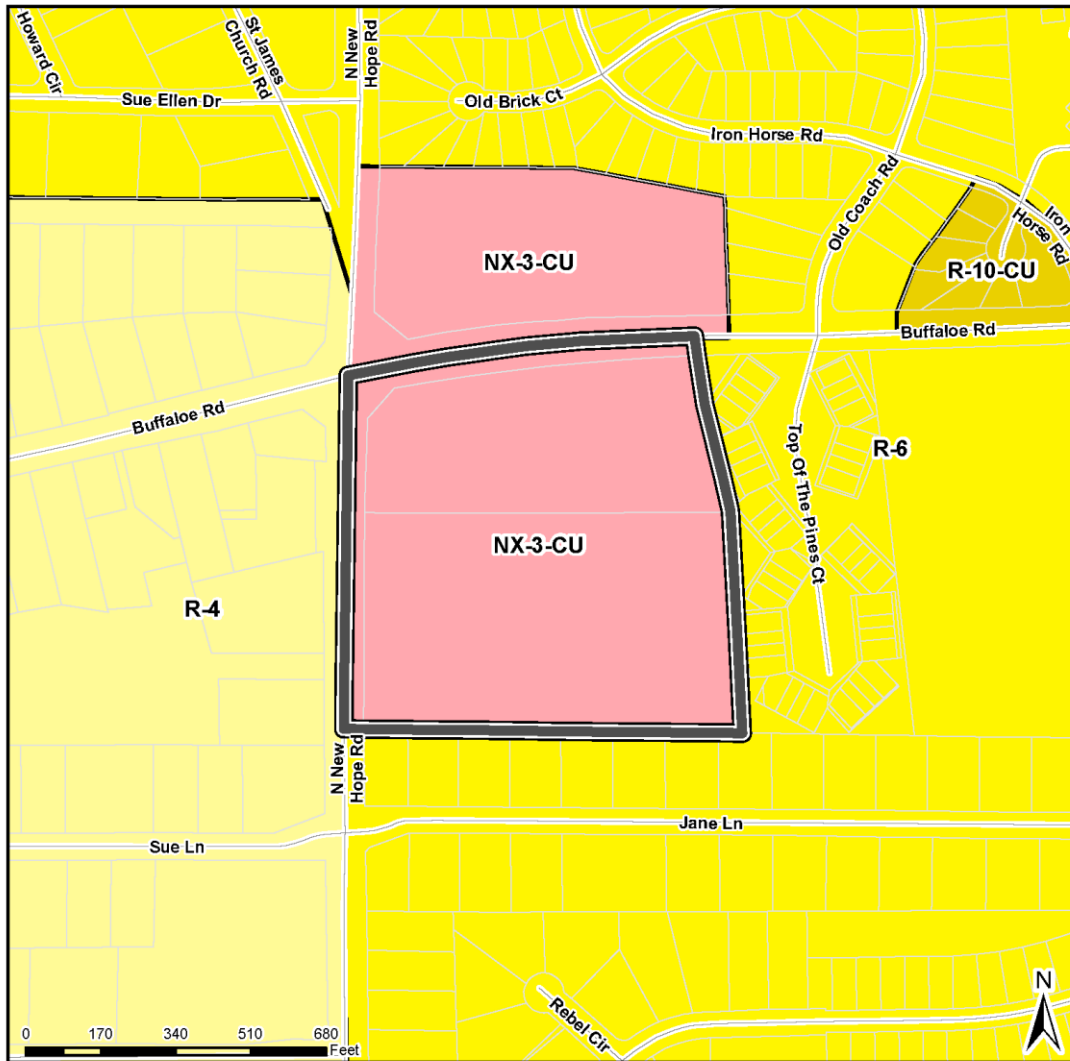 Howard Cir
St James
Church Rd
N New
Hope Rd
Sue Ellen Dr
Old Brick Ct
Iron Horse Rd
Old Coach Rd
Iron
Horse Rd
NX-3-CU
R-10-CU
Buffaloe Rd
Buffaloe Rd
R-6
Top Of The Pines Ct
NX-3-CU
R-4
N New
Hope Rd
Jane Ln
Sue Ln
N
Rebel Cir
0 170 340 510 680
Feet